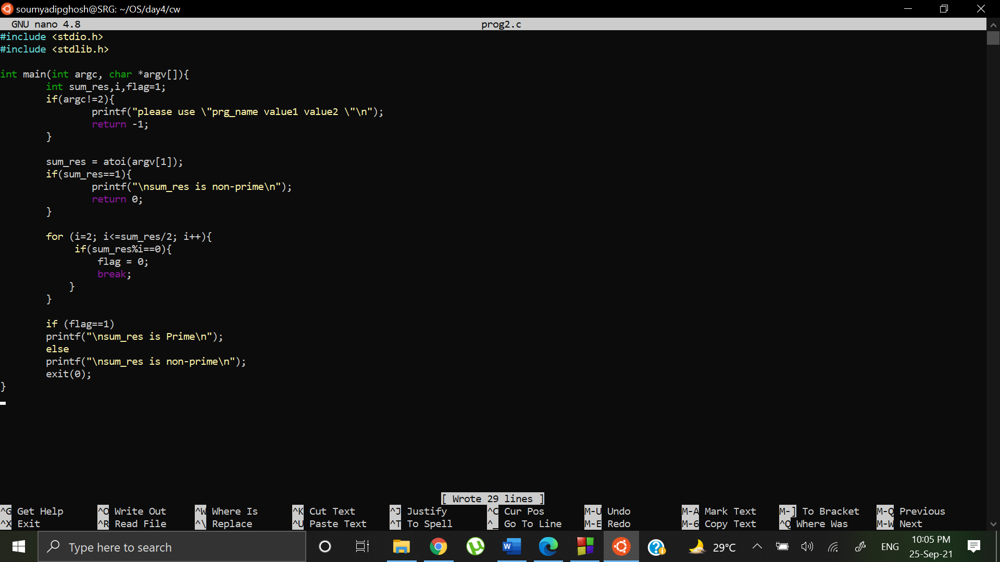 soumyadipghosh@SRG: ~/OS/day4/cw
GNU nano 4.8 prog2.c
#include <stdio.h>
#include <stdlib.h>
int main(int argc, char *argv[]){
int sum_res,i,flag=1;
if(argc!=2){
printf("please use \"prg_name value1 value2 \"\n");
return -1;
}
sum_res = atoi(argv[1]);
if(sum_res==1){
printf("\nsum_res is non-prime\n");
return 0;
}
for (i=2; i<=sum_res/2; i++){
if(sum_res%i==0){
flag = 0;
break;
}
}
if (flag==1)
printf("\nsum_res is Prime\n");
else
printf("\nsum_res is non-prime\n");
exit(0);
}
[ Wrote 29 lines ]
^G Get Help ^O Write Out ^W Where Is ^K Cut Text ^J Justify ^C Cur Pos M-U Undo M-A Mark Text M-] To Bracket M-Q Previous
^X Exit ^R Read File ^\ Replace ^U Paste Text ^T To Spell ^_ Go To Line M-E Redo M-6 Copy Text ^Q Where Was M-W Next
Type here to search 29°C ENG 10:05 PM
25-Sep-21